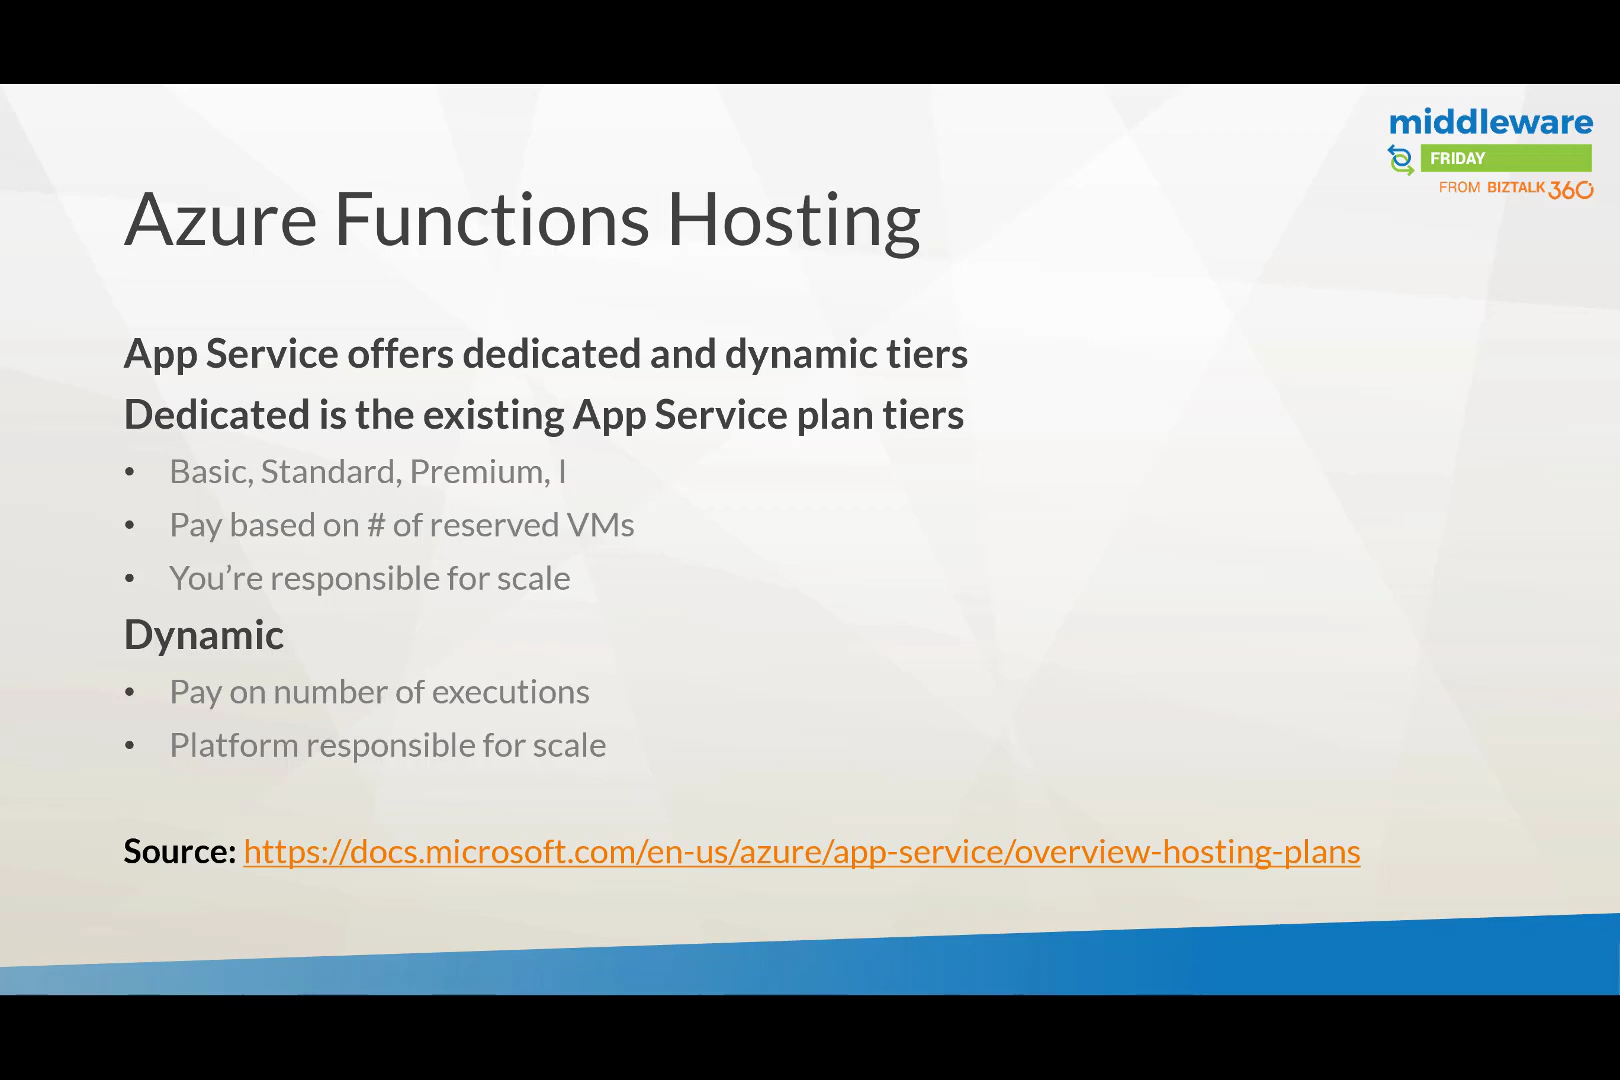 middleware
FRIDAY
FROM BIZTALK360
Azure Functions Hosting
App Service offers dedicated and dynamic tiers
Dedicated is the existing App Service plan tiers
• Basic, Standard, Premium, I
• Pay based on # of reserved VMs
• You’re responsible for scale
Dynamic
• Pay on number of executions
• Platform responsible for scale
Source: https://docs.microsoft.com/en-us/azure/app-service/overview-hosting-plans